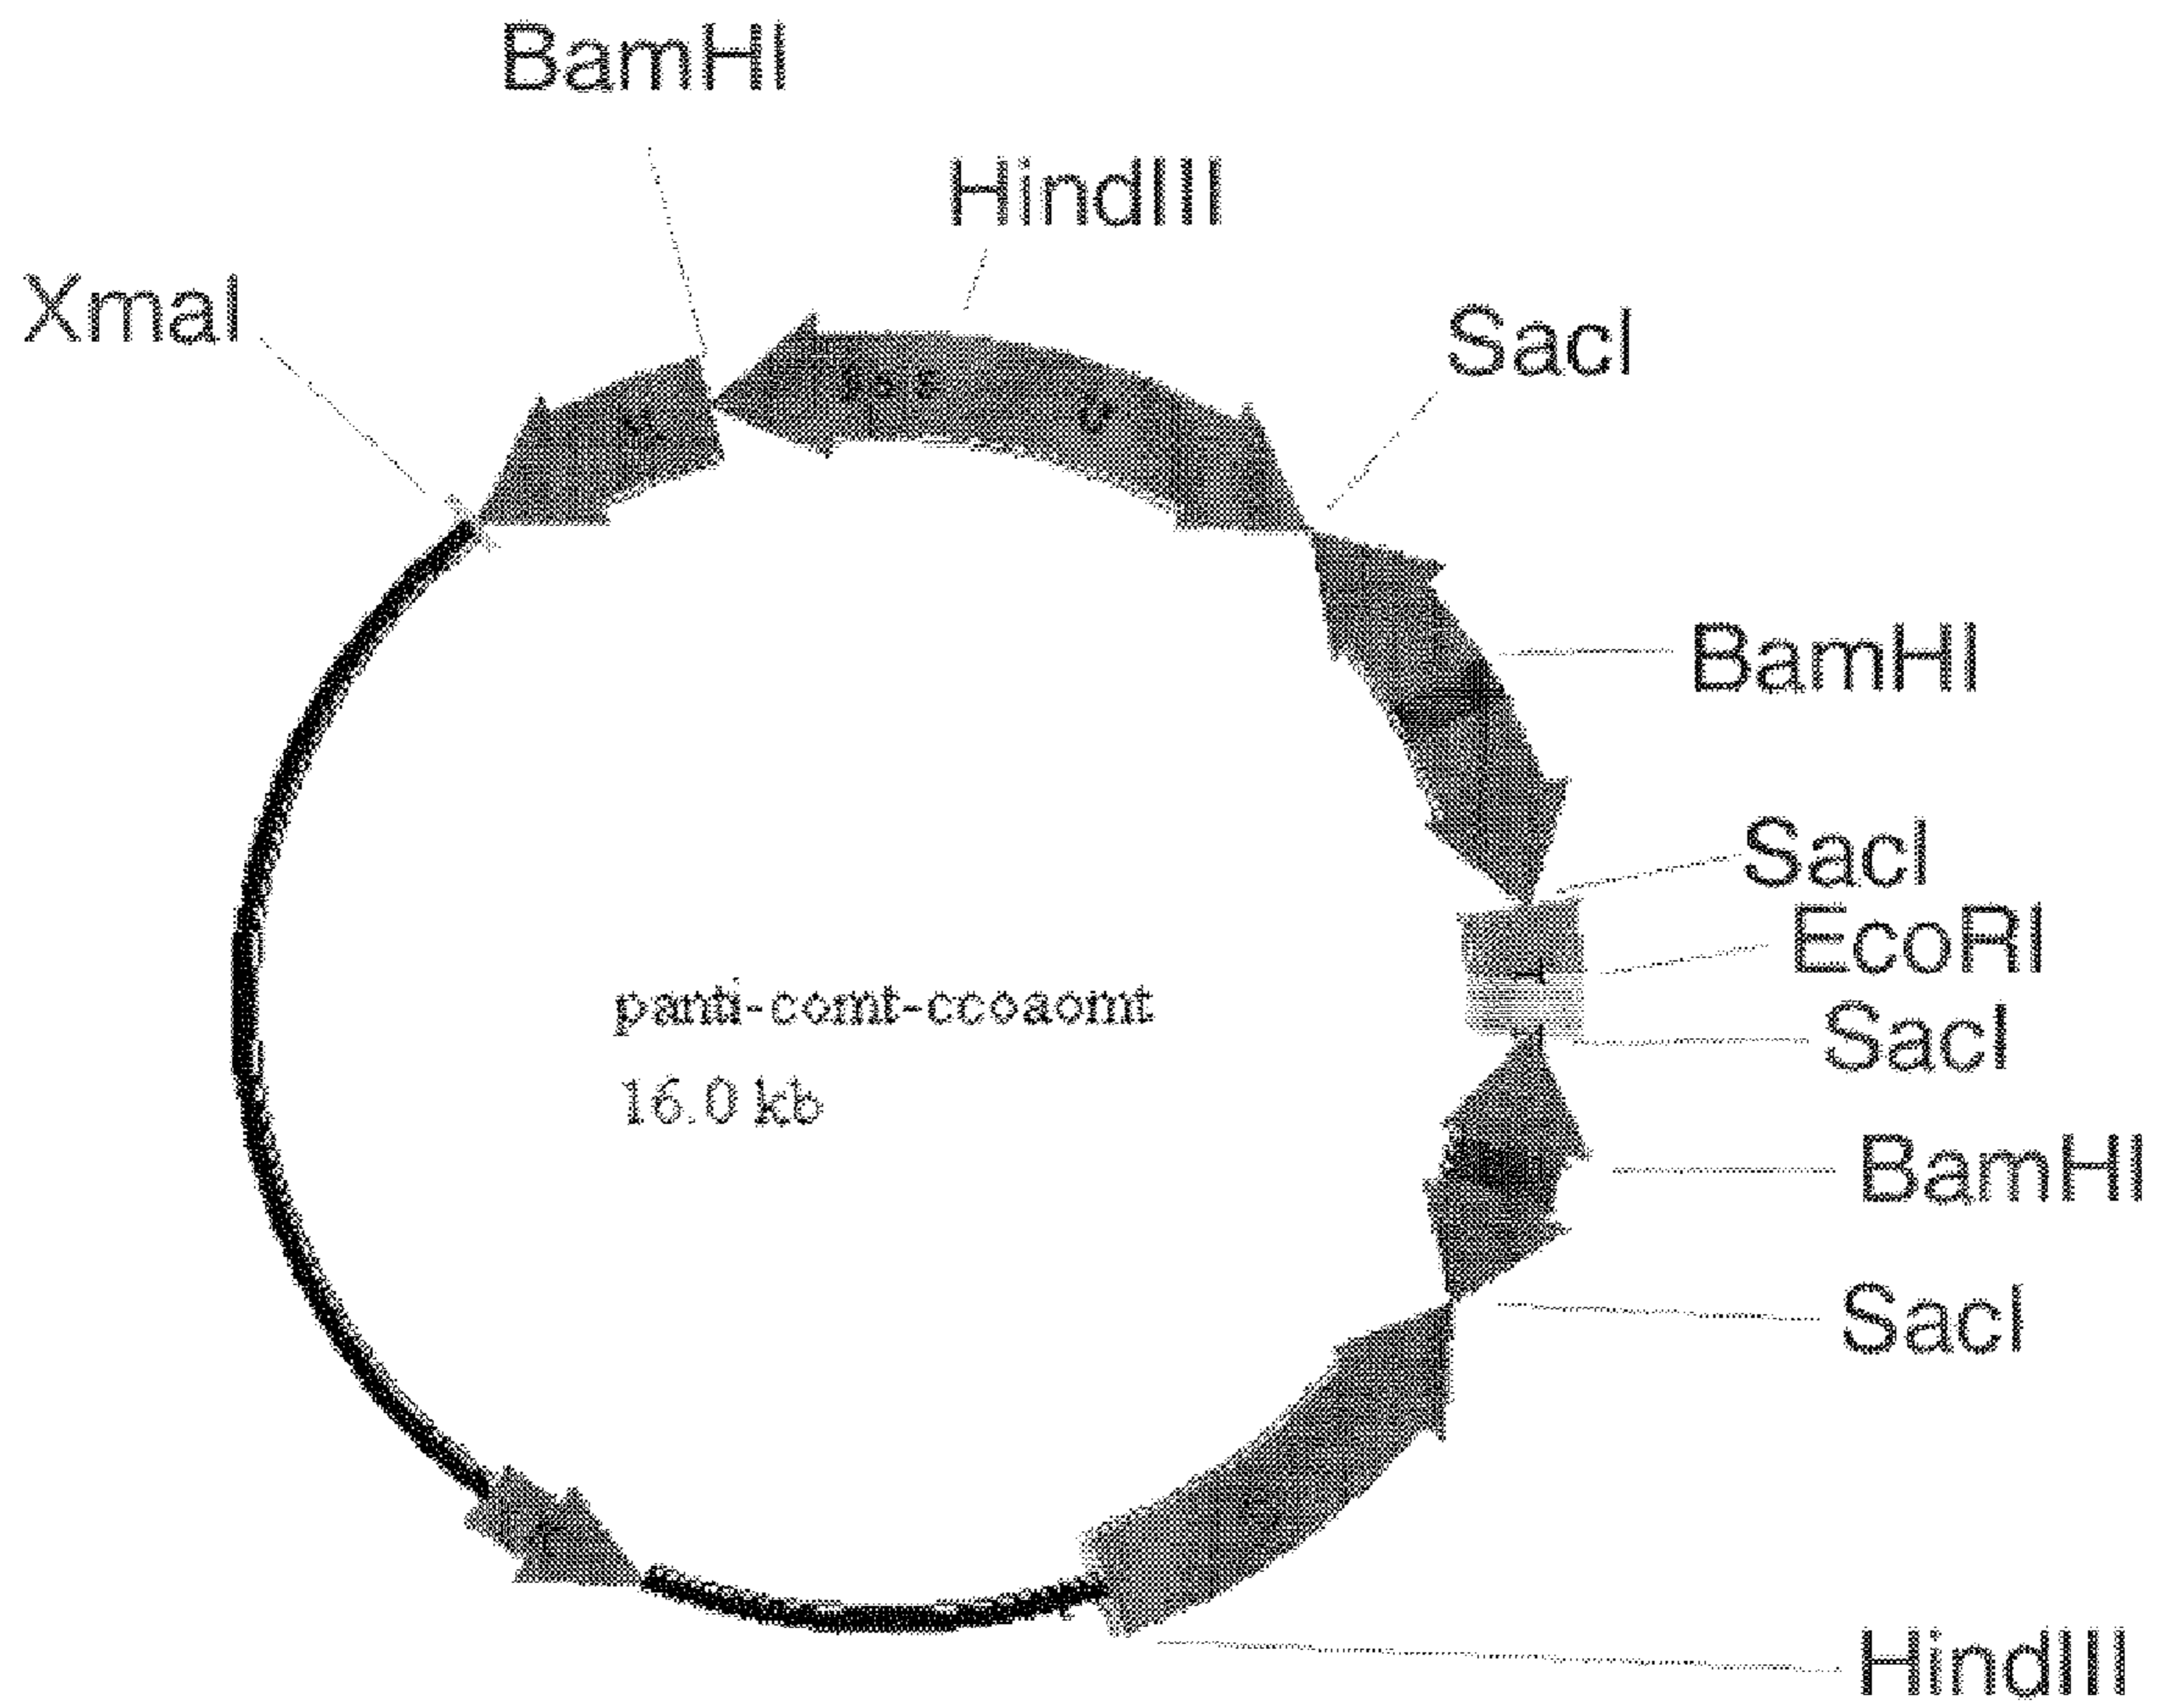 BamHI
HindIII
XmaI
SacI
BamHI
SacI
EcoRI
panti-comt-ccoaomt
SacI
16.0 kb
BamHI
SacI
HindIII